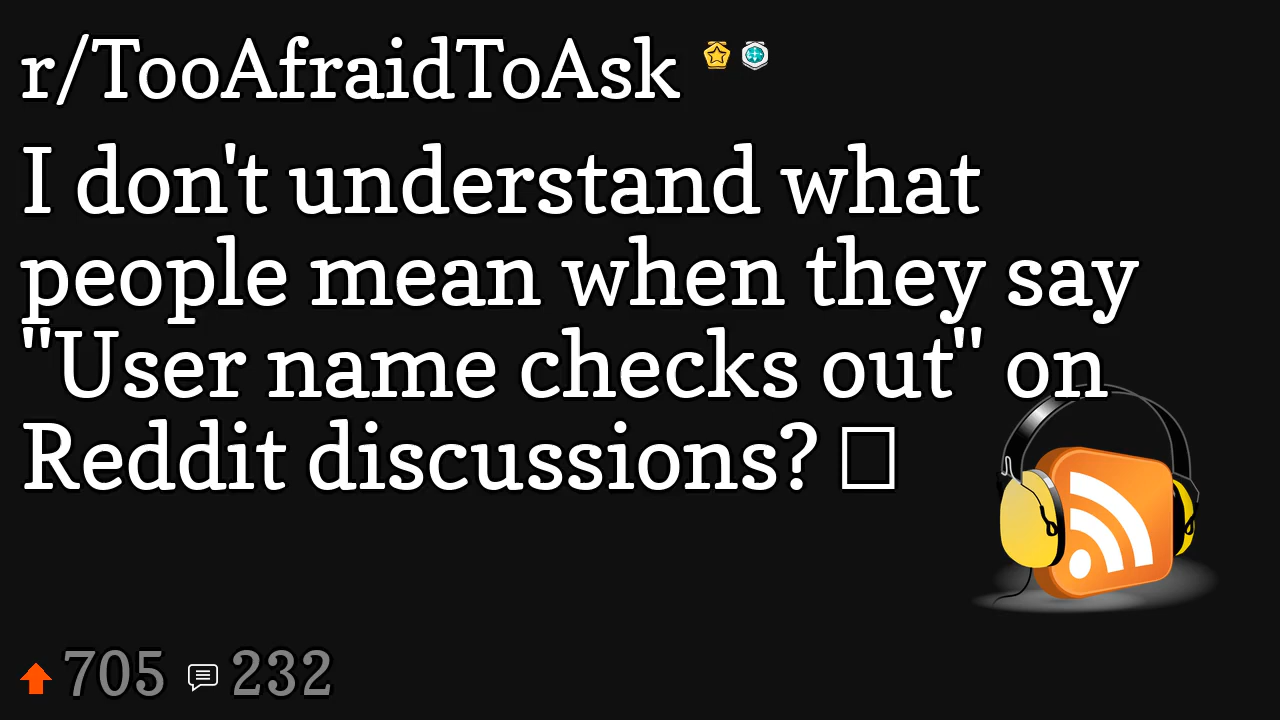 r/TooAfraidToAsk
I don't understand what
people mean when they say
"User name checks out" on
Reddit discussions? □
705 232